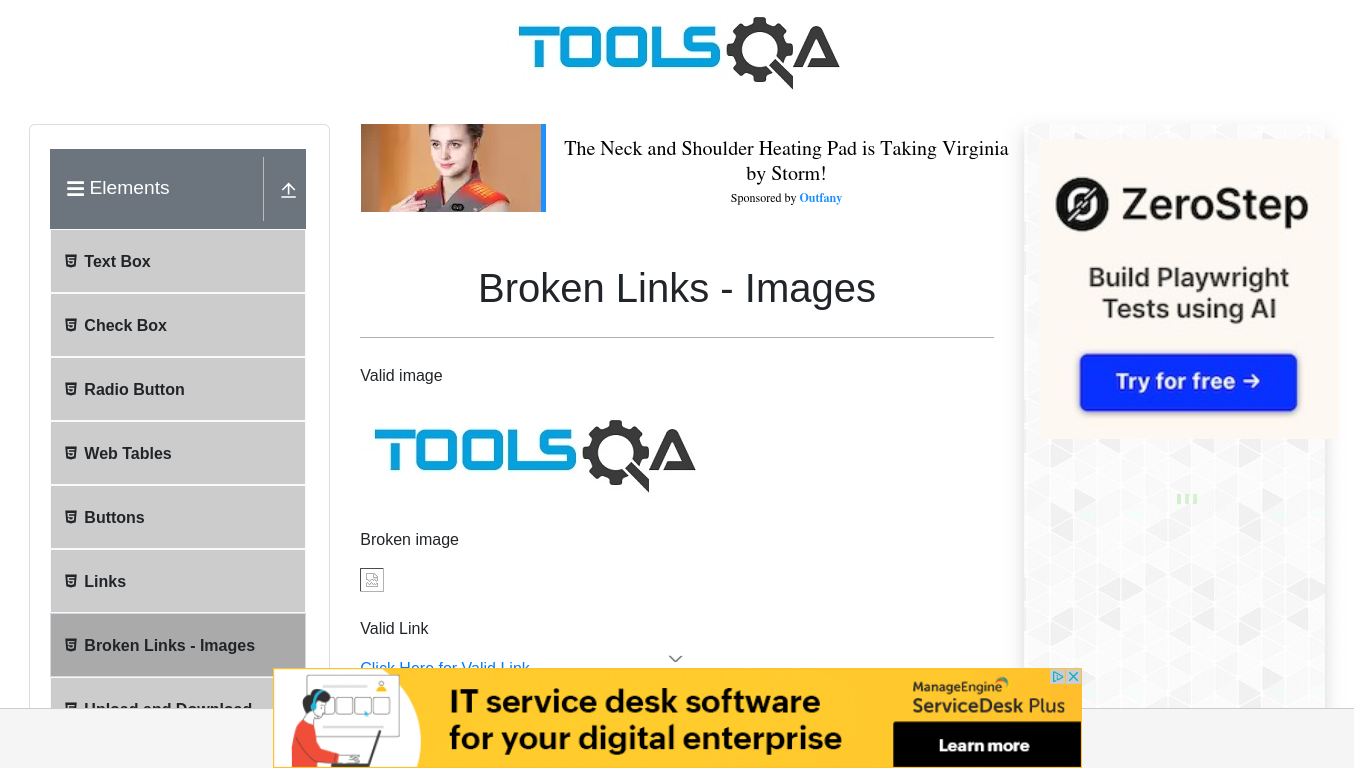 TOOLSQA
Elements
Text Box
Check Box
Radio Button
Web Tables
Buttons
Links
Broken Links - Images
Upload and Download
The Neck and Shoulder Heating Pad is Taking Virginia
by Storm!
Sponsored by Outfany
Broken Links - Images
Valid image
TOOLSQA
Broken image
Valid Link
Click Here for Valid Link
ZeroStep
Build Playwright
Tests using AI
Try for free →
IT service desk software
for your digital enterprise
ManageEngine
ServiceDesk Plus
Learn more